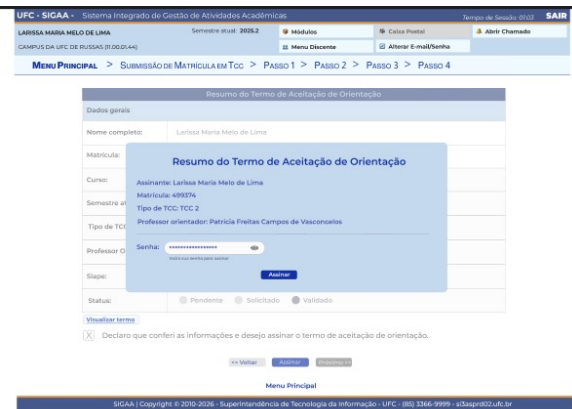 UFC - SIGAA - Sistema Integrado de Gestão de Atividades Acadêmicas
Tempo de Sessão: 01:02 SAIR
LARISSA MARIA MELO DE LIMA
Semestre atual: 2025.2
Módulos
Caixa Postal
Abrir Chamado
CAMPUS DA UFC DE RUSSAS (11.00.01.44)
Menu Discente
Alterar E-mail/Senha
MENU PRINCIPAL > SUBMISSÃO DE MATRÍCULA EM TCC > PASSO 1 > PASSO 2 > PASSO 3 > PASSO 4
Resumo do Termo de Aceitação de Orientação
Dados gerais
Nome completo: Larissa Maria Melo de Lima
Matrícula:
Curso:
Semestre at
Tipo de TCC
Professor O
Siape:
Resumo do Termo de Aceitação de Orientação
Assinante: Larissa Maria Melo de Lima
Matrícula: 499374
Tipo de TCC: TCC 2
Professor orientador: Patrícia Freitas Campos de Vasconcelos
Senha: ****************
Insira sua senha para assinar
Assinar
Status: Pendente Solicitado Validado
Visualizar termo
X Declaro que conferi as informações e desejo assinar o termo de aceitação de orientação.
<< Voltar Assinar Próximo >>
Menu Principal
SIGAA | Copyright © 2010-2026 - Superintendência de Tecnologia da Informação - UFC - (85) 3366-9999 - si3asprd02.ufc.br